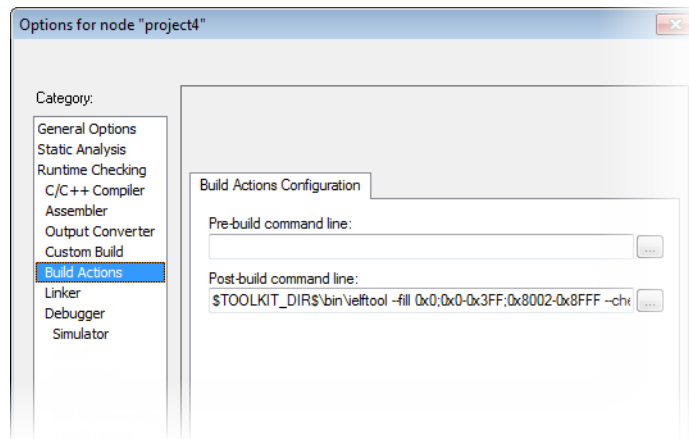 Options for node "project4"
Category:
General Options
Static Analysis
Runtime Checking
C/C++ Compiler
Assembler
Output Converter
Custom Build
Build Actions
Linker
Debugger
Simulator
Build Actions Configuration
Pre-build command line:
...
Post-build command line:
$TOOLKIT_DIR$\bin\ielftool --fill 0x0;0x0-0x3FF;0x8002-0x8FFF --che
...